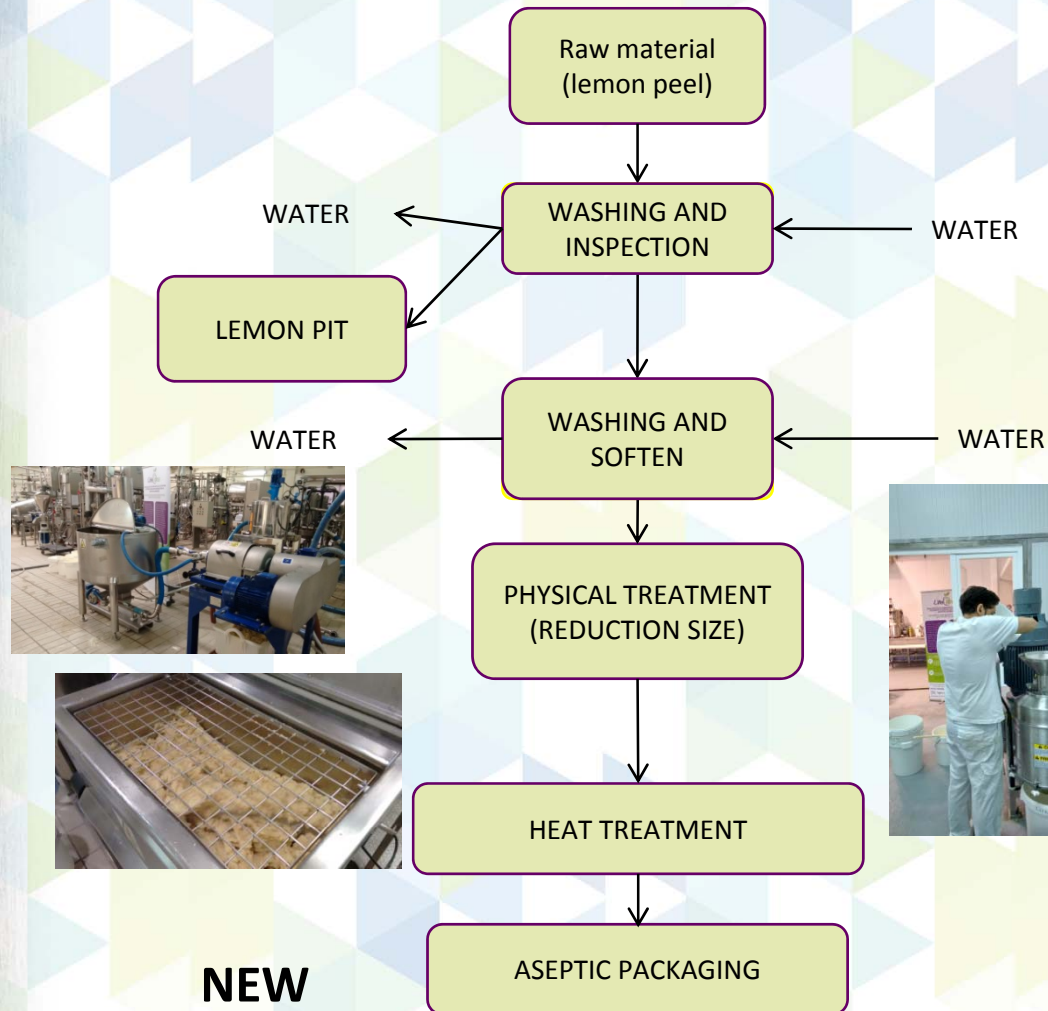 Raw material
(lemon peel)
WATER
WASHING AND
INSPECTION
WATER
LEMON PIT
WATER
WASHING AND
SOFTEN
WATER
PHYSICAL TREATMENT
(REDUCTION SIZE)
HEAT TREATMENT
ASEPTIC PACKAGING
NEW